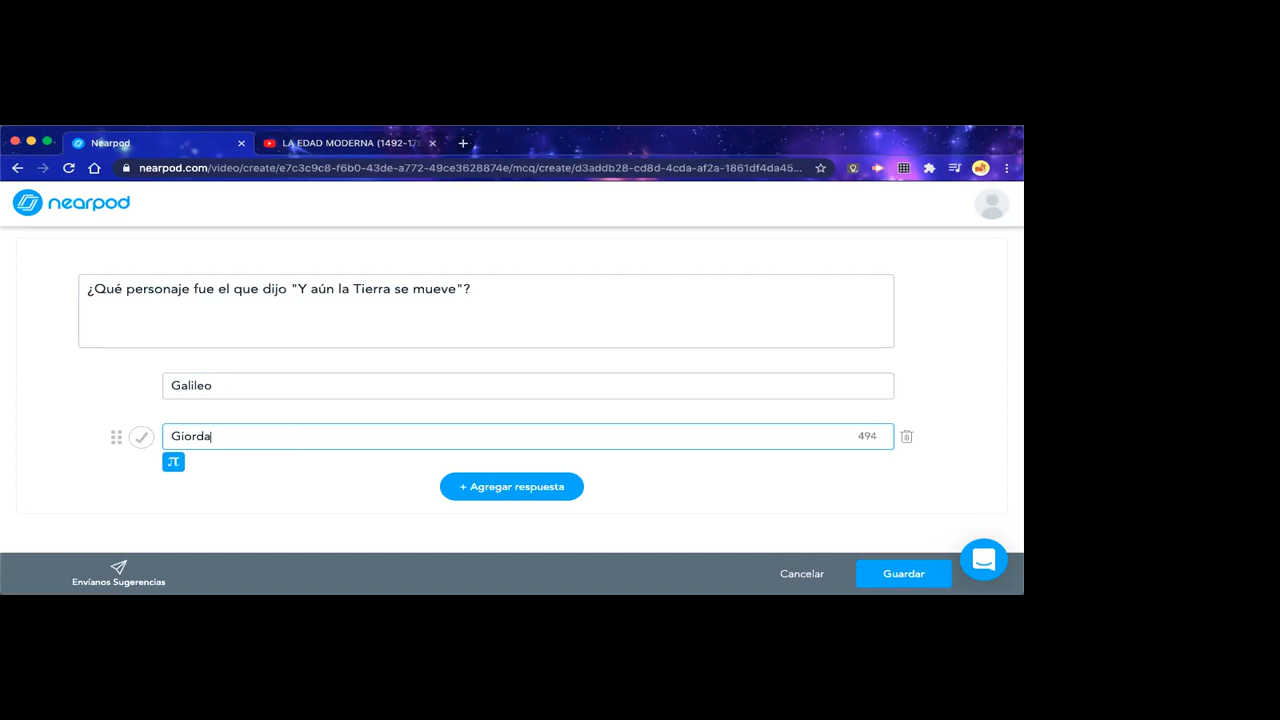 Nearpod
LA EDAD MODERNA (1492-178
nearpod.com/video/create/e7c3c9c8-f6b0-43de-a772-49ce3628874e/mcq/create/d3addb28-cd8d-4cda-af2a-1861df4da45...
nearpod
¿Qué personaje fue el que dijo "Y aún la Tierra se mueve"?
Galileo
Giorda
494
π
+ Agregar respuesta
Envíanos Sugerencias
Cancelar
Guardar